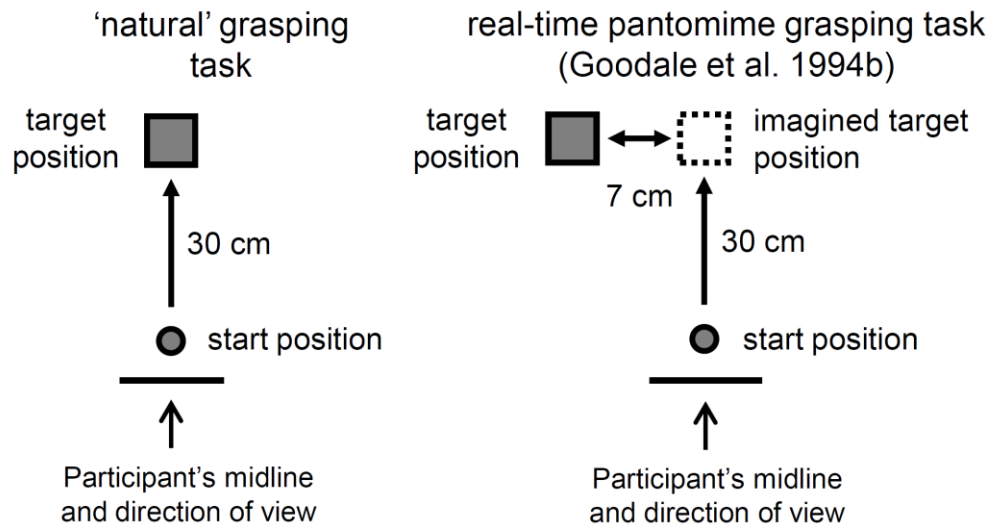 ‘natural’ grasping
task
target
position
30 cm
start position
Participant’s midline
and direction of view
real-time pantomime grasping task
(Goodale et al. 1994b)
target
position
imagined target
position
7 cm
30 cm
start position
Participant’s midline
and direction of view